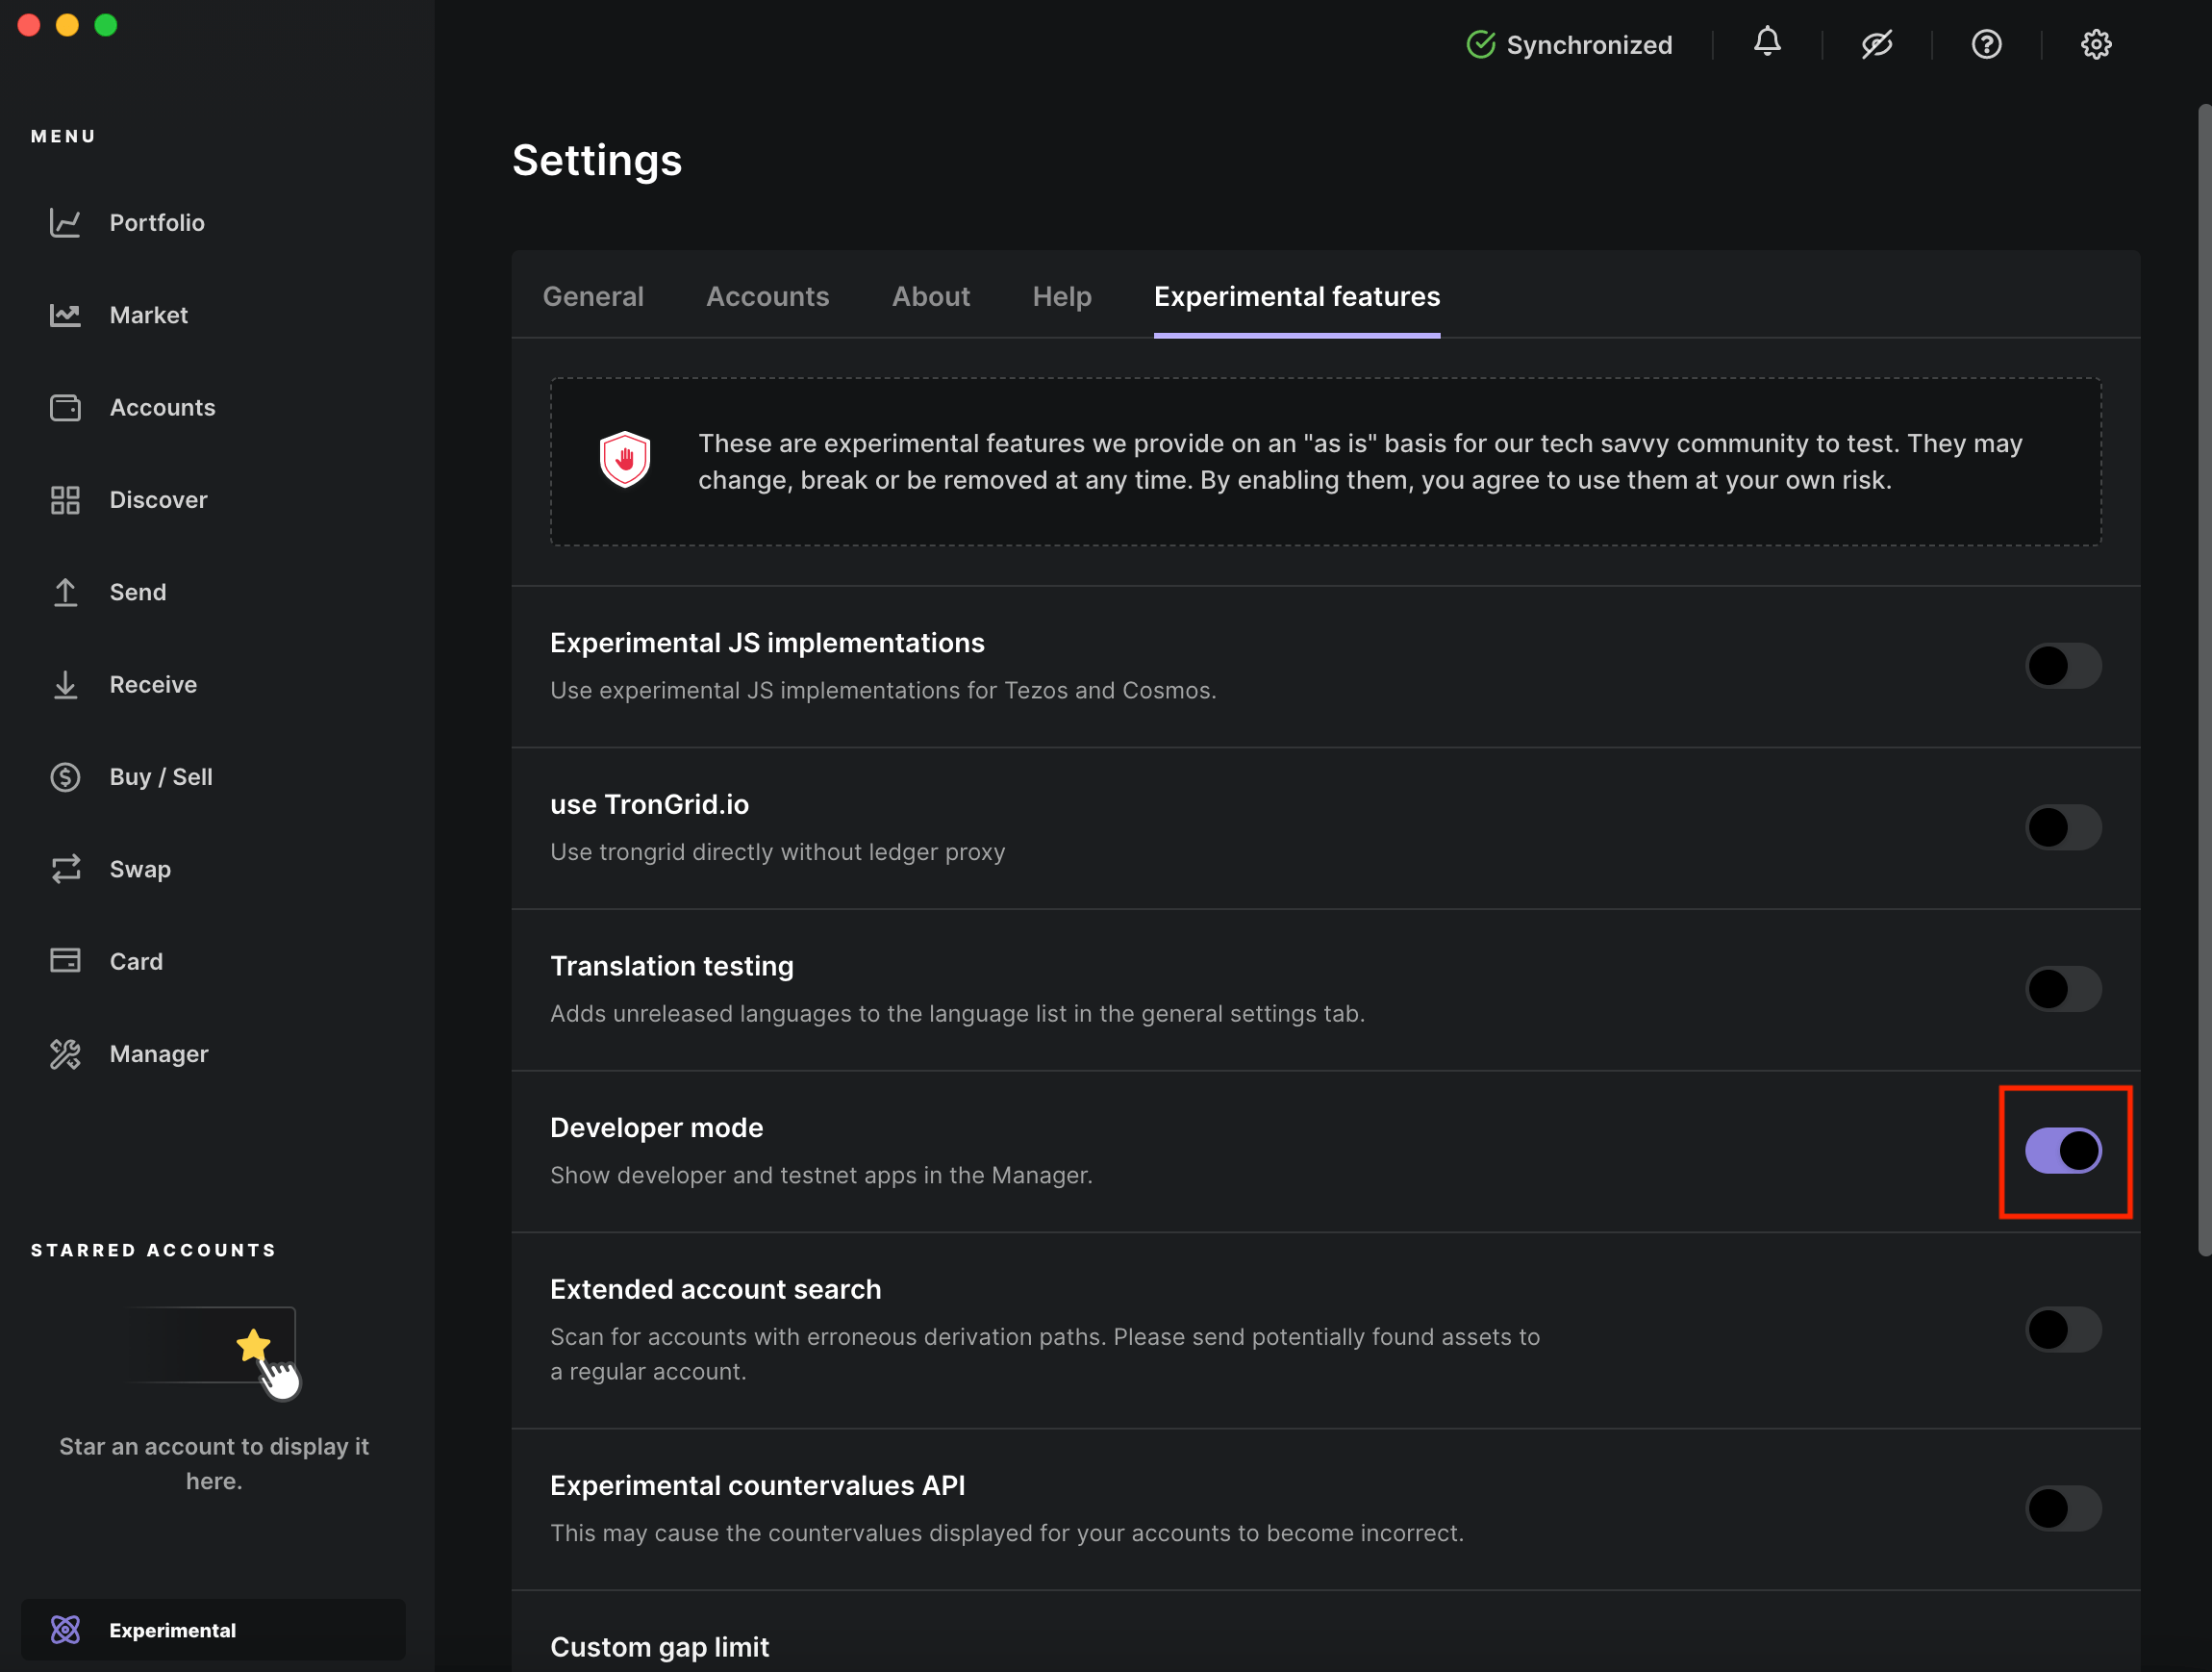 Synchronized
MENU
Portfolio
Market
Accounts
Discover
Send
Receive
Buy / Sell
Swap
Card
Manager
STARRED ACCOUNTS
Star an account to display it
here.
Experimental
Settings
General Accounts About Help Experimental features
These are experimental features we provide on an "as is" basis for our tech savvy community to test. They may
change, break or be removed at any time. By enabling them, you agree to use them at your own risk.
Experimental JS implementations
Use experimental JS implementations for Tezos and Cosmos.
use TronGrid.io
Use trongrid directly without ledger proxy
Translation testing
Adds unreleased languages to the language list in the general settings tab.
Developer mode
Show developer and testnet apps in the Manager.
Extended account search
Scan for accounts with erroneous derivation paths. Please send potentially found assets to
a regular account.
Experimental countervalues API
This may cause the countervalues displayed for your accounts to become incorrect.
Custom gap limit